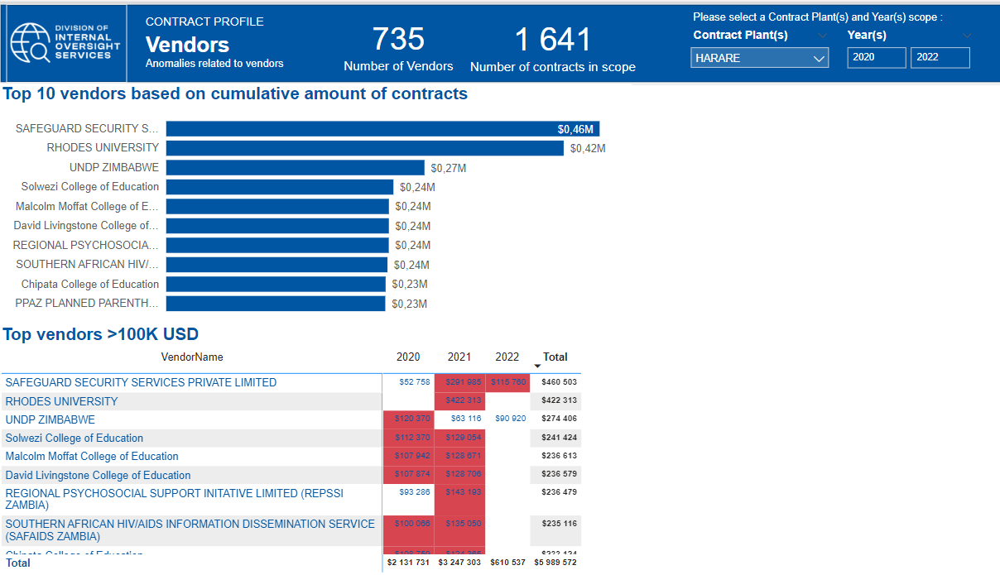 DIVISION OF
INTERNAL
OVERSIGHT
SERVICES
CONTRACT PROFILE
Vendors
Anomalies related to vendors
735
Number of Vendors
1 641
Number of contracts in scope
Please select a Contract Plant(s) and Year(s) scope :
Contract Plant(s)
Year(s)
HARARE
2020
2022
Top 10 vendors based on cumulative amount of contracts
SAFEGUARD SECURITY S... $0,46M
RHODES UNIVERSITY $0,42M
UNDP ZIMBABWE $0,27M
Solwezi College of Education $0,24M
Malcolm Moffat College of E... $0,24M
David Livingstone College of... $0,24M
REGIONAL PSYCHOSOCIA... $0,24M
SOUTHERN AFRICAN HIV/... $0,24M
Chipata College of Education $0,23M
PPAZ PLANNED PARENTH... $0,23M
Top vendors >100K USD
VendorName 2020 2021 2022 Total
SAFEGUARD SECURITY SERVICES PRIVATE LIMITED $52 758 $291 985 $115 760 $460 503
RHODES UNIVERSITY $422 313 $422 313
UNDP ZIMBABWE $120 370 $63 116 $90 920 $274 406
Solwezi College of Education $112 370 $129 054 $241 424
Malcolm Moffat College of Education $107 942 $128 671 $236 613
David Livingstone College of Education $107 874 $128 706 $236 579
REGIONAL PSYCHOSOCIAL SUPPORT INITATIVE LIMITED (REPSSI $93 286 $143 193 $236 479
ZAMBIA)
SOUTHERN AFRICAN HIV/AIDS INFORMATION DISSEMINATION SERVICE $100 066 $135 050 $235 116
(SAFAIDS ZAMBIA)
Chipata College of Education
Total $2 131 731 $3 247 303 $610 537 $5 989 572